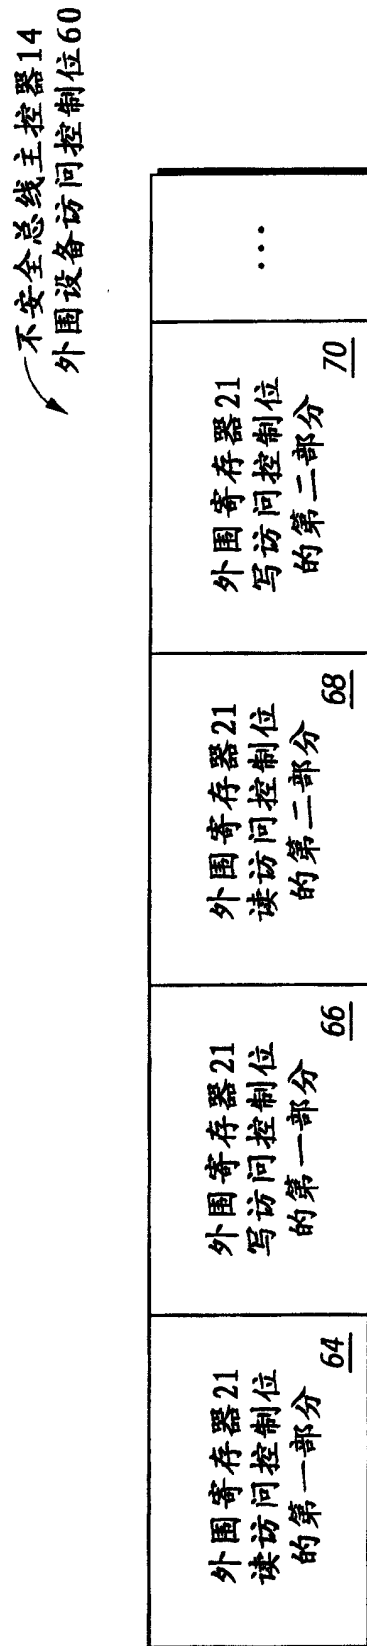 不安全总线主控器14
外围设备访问控制位60
外围寄存器21
读访问控制位
的第一部分
64
外围寄存器21
写访问控制位
的第一部分
66
外围寄存器21
读访问控制位
的第二部分
68
外围寄存器21
写访问控制位
的第二部分
70
...